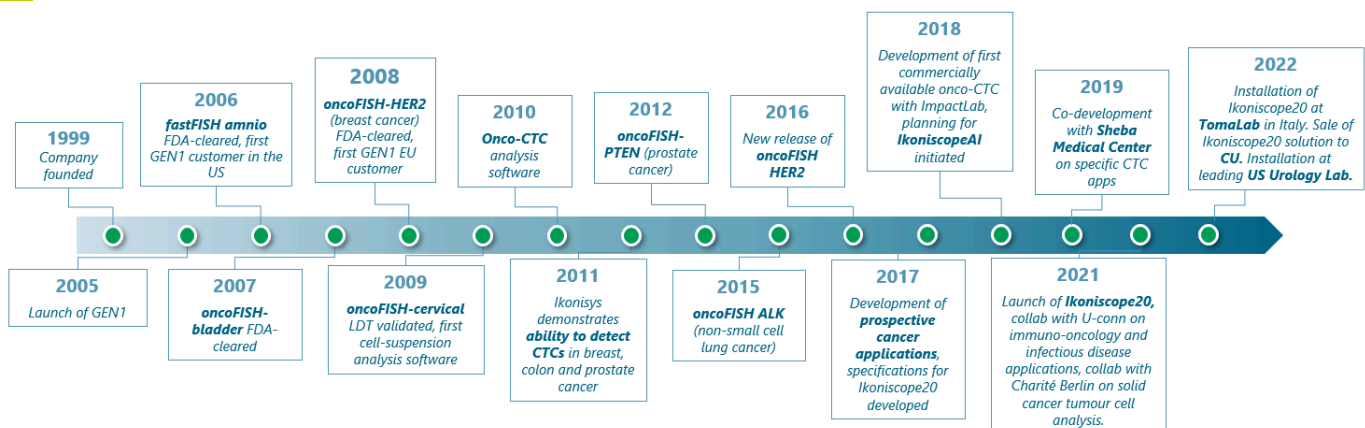 1999
Company
founded
2005
Launch of GEN1
2006
fastFISH amnio
FDA-cleared, first
GEN1 customer in the
US
2007
oncoFISH-
bladder FDA-
cleared
2008
oncoFISH-HER2
(breast cancer)
FDA-cleared,
first GEN1 EU
customer
2009
oncoFISH-cervical
LDT validated, first
cell-suspension
analysis software
2010
Onco-CTC
analysis
software
2011
Ikonisys
demonstrates
ability to detect
CTCs in breast,
colon and prostate
cancer
2012
oncoFISH-
PTEN (prostate
cancer)
2015
oncoFISH ALK
(non-small cell
lung cancer)
2016
New release of
oncoFISH
HER2
2017
Development of
prospective
cancer
applications,
specifications for
Ikoniscope20
developed
2018
Development of first
commercially
available onco-CTC
with ImpactLab,
planning for
IkoniscopeAI
initiated
2019
Co-development
with Sheba
Medical Center
on specific CTC
apps
2021
Launch of Ikoniscope20,
collab with U-conn on
immuno-oncology and
infectious disease
applications, collab with
Charité Berlin on solid
cancer tumour cell
analysis.
2022
Installation of
Ikoniscope20 at
TomaLab in Italy. Sale of
Ikoniscope20 solution to
CU. Installation at
leading US Urology Lab.